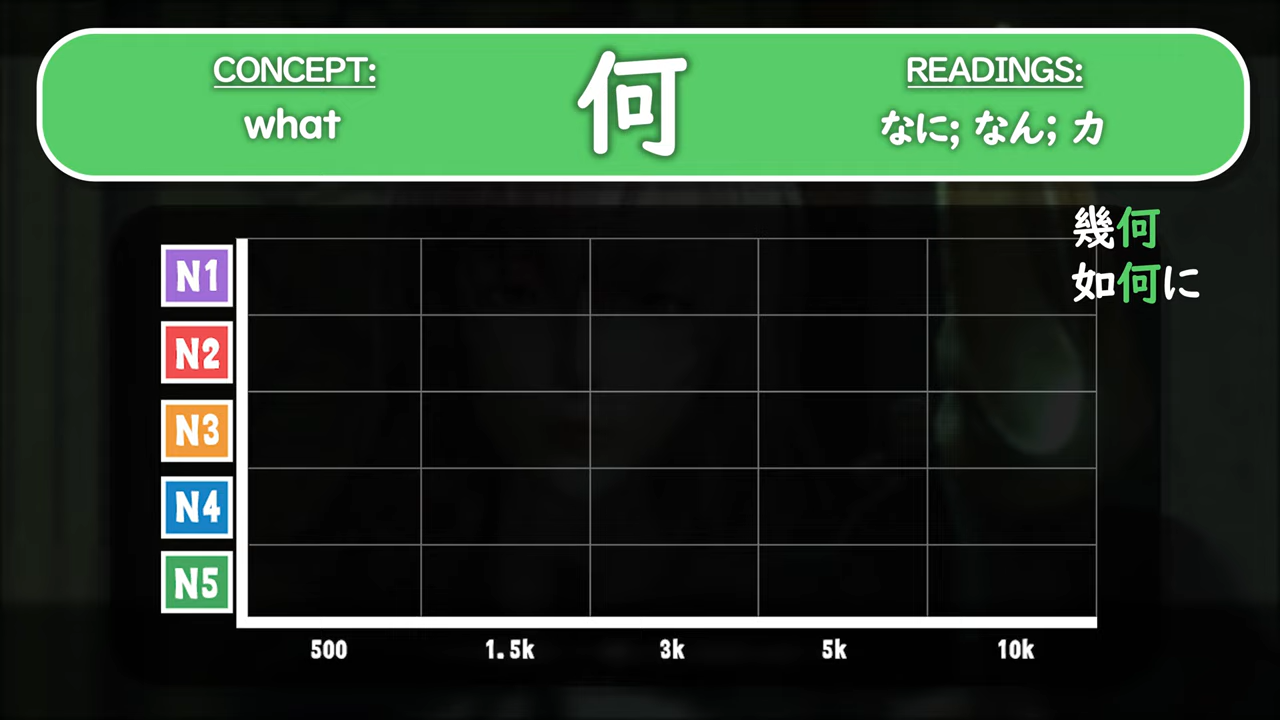 CONCEPT:
what
何
READINGS:
なに; なん; カ
幾何
如何に
N1
N2
N3
N4
N5
500
1.5k
3k
5k
10k